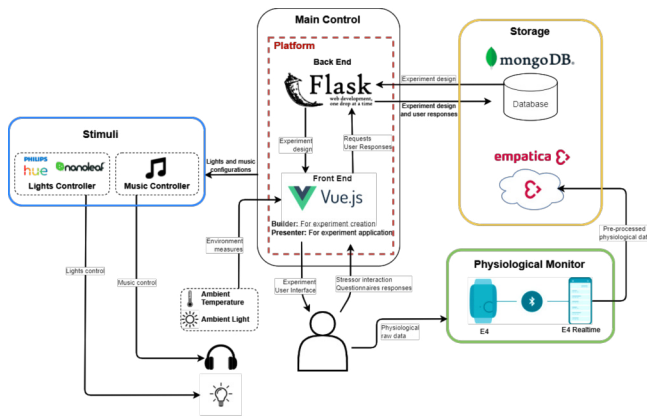 Main Control
Platform
Back End
Flask
web development,
one drop at a time
Experiment
design
Requests
User Responses
Front End
Vue.js
Builder: For experiment creation
Presenter: For experiment application
Storage
mongoDB®
Database
Experiment design
Experiment design
and user responses
empatica
Stimuli
PHILIPS
hue
nanoleaf
Lights Controller
Music Controller
Lights and music
configurations
Lights control
Music control
Environment
measures
Ambient
Temperature
Ambient Light
Experiment
User Interface
Stressor interaction
Questionnaires responses
Physiological
raw data
Physiological Monitor
E4
E4 Realtime
Pre-processed
physiological dat